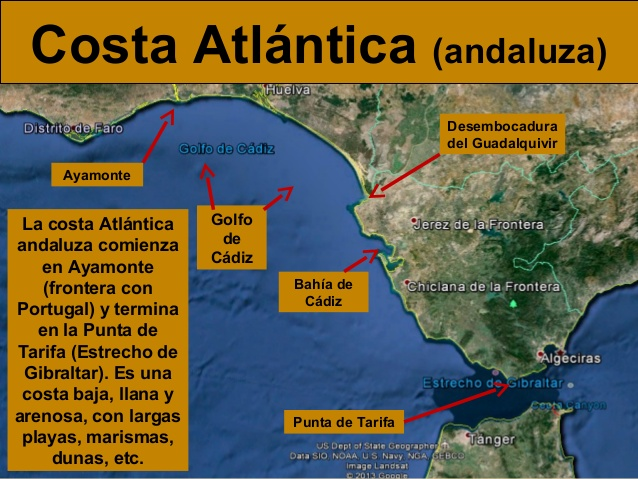 Costa Atlántica (andaluza)
Huelva
Distrito de Faro
Golfo de Cádiz
Desembocadura
del Guadalquivir
Ayamonte
Golfo
de
Cádiz
Jerez de la Frontera
La costa Atlántica
andaluza comienza
en Ayamonte
(frontera con
Portugal) y termina
en la Punta de
Tarifa (Estrecho de
Gibraltar). Es una
costa baja, llana y
arenosa, con largas
playas, marismas,
dunas, etc.
Bahía de
Cádiz
Chiclana de la Frontera
Algeciras
Estrecho de Gibraltar
Ceuta Canyon
Punta de Tarifa
Tánger
US Dept of State Geographer
Data SIO, NOAA, U.S. Navy, NGA, GEBCO
Image Landsat
© 2013 Google